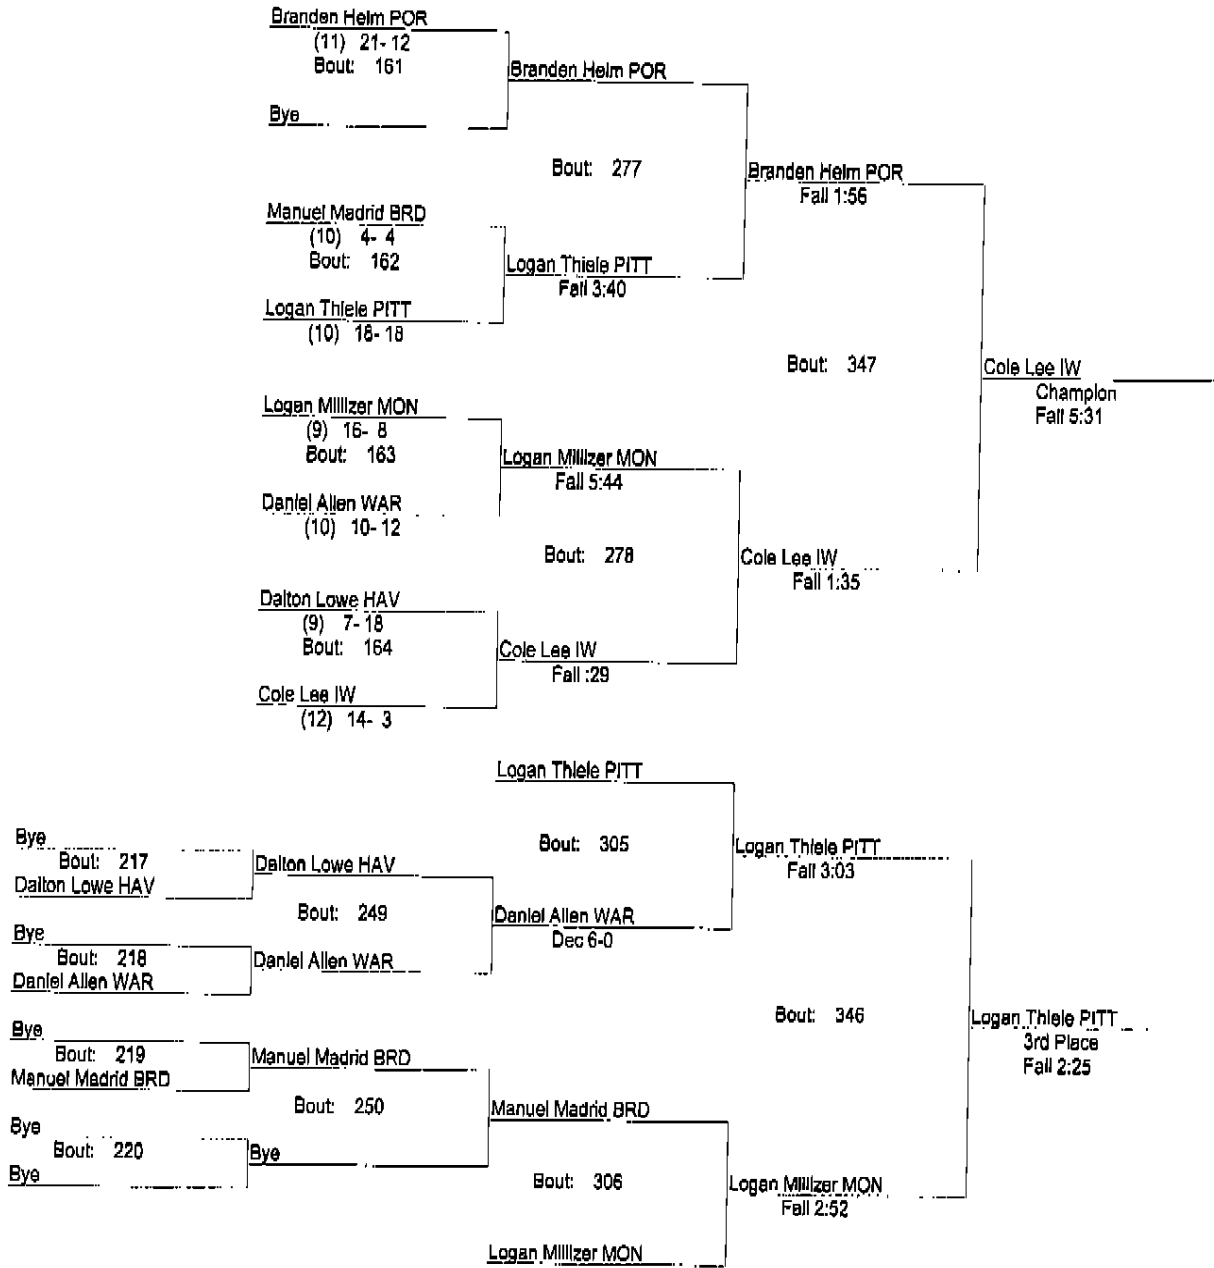 Branden Helm POR
(11) 21- 12
Bout: 161
Branden Helm POR
Bye
Bout: 277
Branden Helm POR
Fall 1:56
Manuel Madrid BRD
(10) 4- 4
Bout: 162
Logan Thiele PITT
Fall 3:40
Logan Thiele PITT
(10) 18- 18
Bout: 347
Cole Lee IW
Champion
Fall 5:31
Logan Millizer MON
(9) 16- 8
Bout: 163
Logan Millizer MON
Fall 5:44
Daniel Allen WAR
(10) 10- 12
Bout: 278
Cole Lee IW
Fall 1:35
Dalton Lowe HAV
(9) 7- 18
Bout: 164
Cole Lee IW
Fall :29
Cole Lee IW
(12) 14- 3
Logan Thiele PITT
Bout: 305
Logan Thiele PITT
Fall 3:03
Bye
Bout: 217
Dalton Lowe HAV
Dalton Lowe HAV
Bout: 249
Daniel Allen WAR
Dec 6-0
Bye
Bout: 218
Daniel Allen WAR
Daniel Allen WAR
Bout: 346
Logan Thiele PITT
3rd Place
Fall 2:25
Bye
Bout: 219
Manuel Madrid BRD
Manuel Madrid BRD
Bout: 250
Manuel Madrid BRD
Bye
Bout: 220
Bye
Bye
Bout: 306
Logan Millizer MON
Fall 2:52
Logan Millizer MON